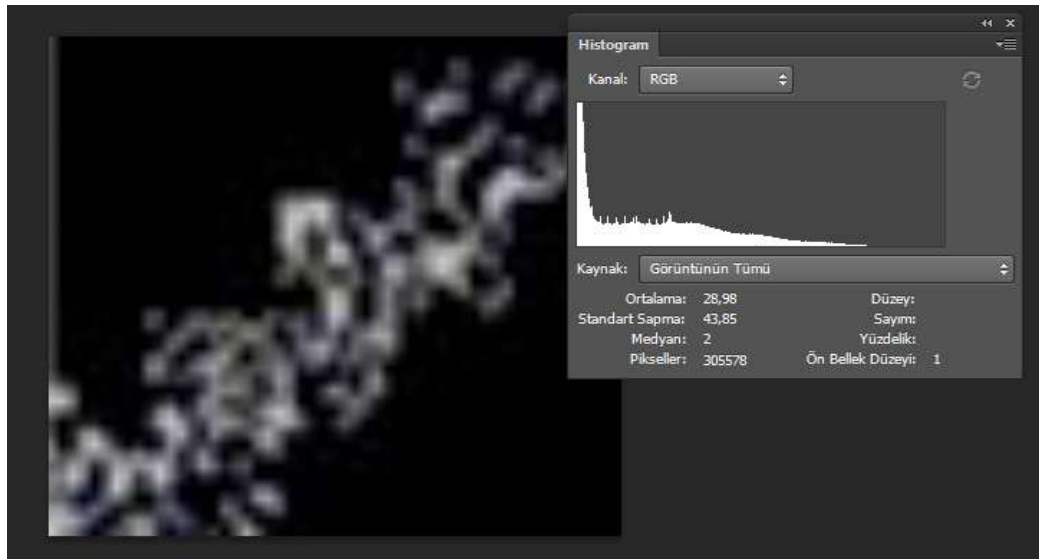 Histogram
Kanal: RGB
Kaynak: Görüntünün Tümü
Ortalama: 28,98 Düzey:
Standart Sapma: 43,85 Sayım:
Medyan: 2 Yüzdelik:
Pikseller: 305578 Ön Bellek Düzeyi: 1